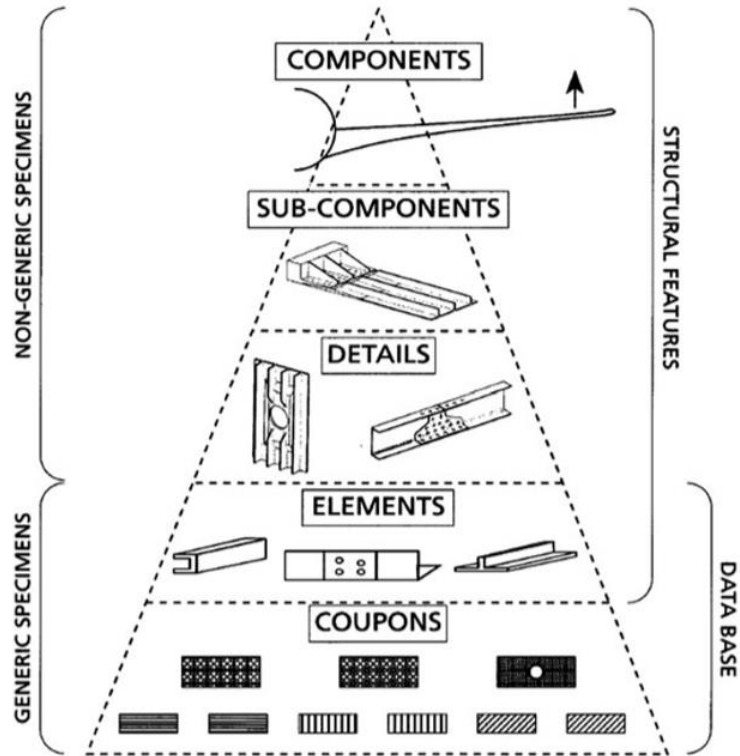 COMPONENTS
SUB-COMPONENTS
DETAILS
ELEMENTS
COUPONS
NON-GENERIC SPECIMENS
GENERIC SPECIMENS
STRUCTURAL FEATURES
DATA BASE